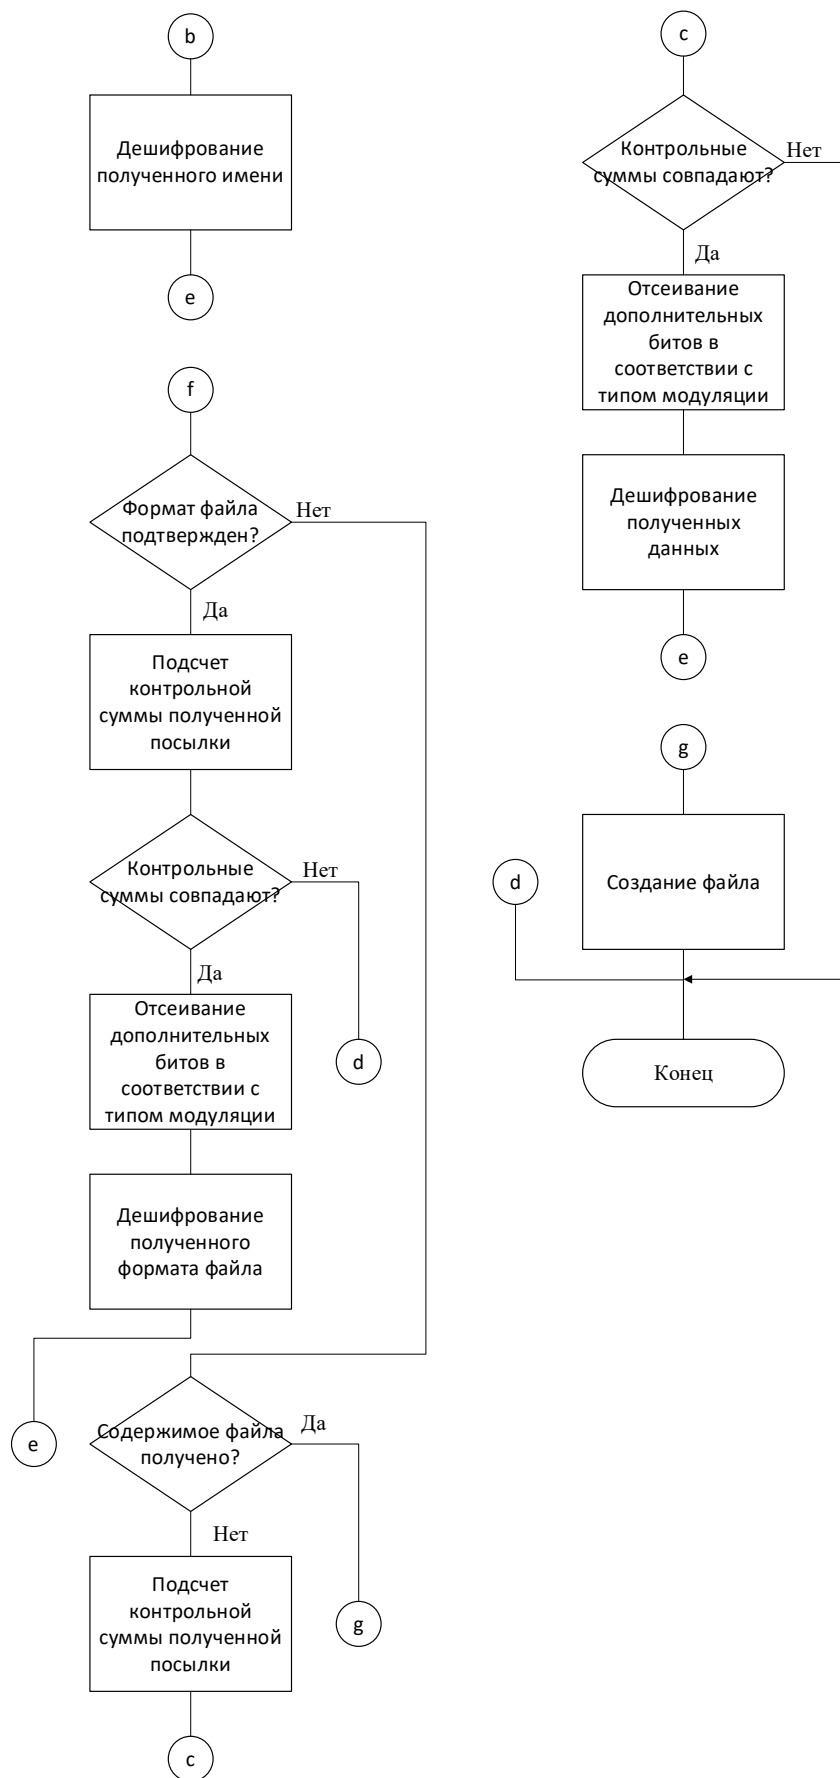 b
Дешифрование
полученного имени
e
f
Формат файла
подтвержден?
Нет
Да
Подсчет
контрольной
суммы полученной
посылки
Контрольные
суммы совпадают?
Нет
Да
Отсеивание
дополнительных
битов в
соответствии с
типом модуляции
d
Дешифрование
полученного
формата файла
e
Содержимое файла
получено?
Да
Нет
Подсчет
контрольной
суммы полученной
посылки
g
c
c
Контрольные
суммы совпадают?
Нет
Да
Отсеивание
дополнительных
битов в
соответствии с
типом модуляции
Дешифрование
полученных
данных
e
g
d
Создание файла
Конец